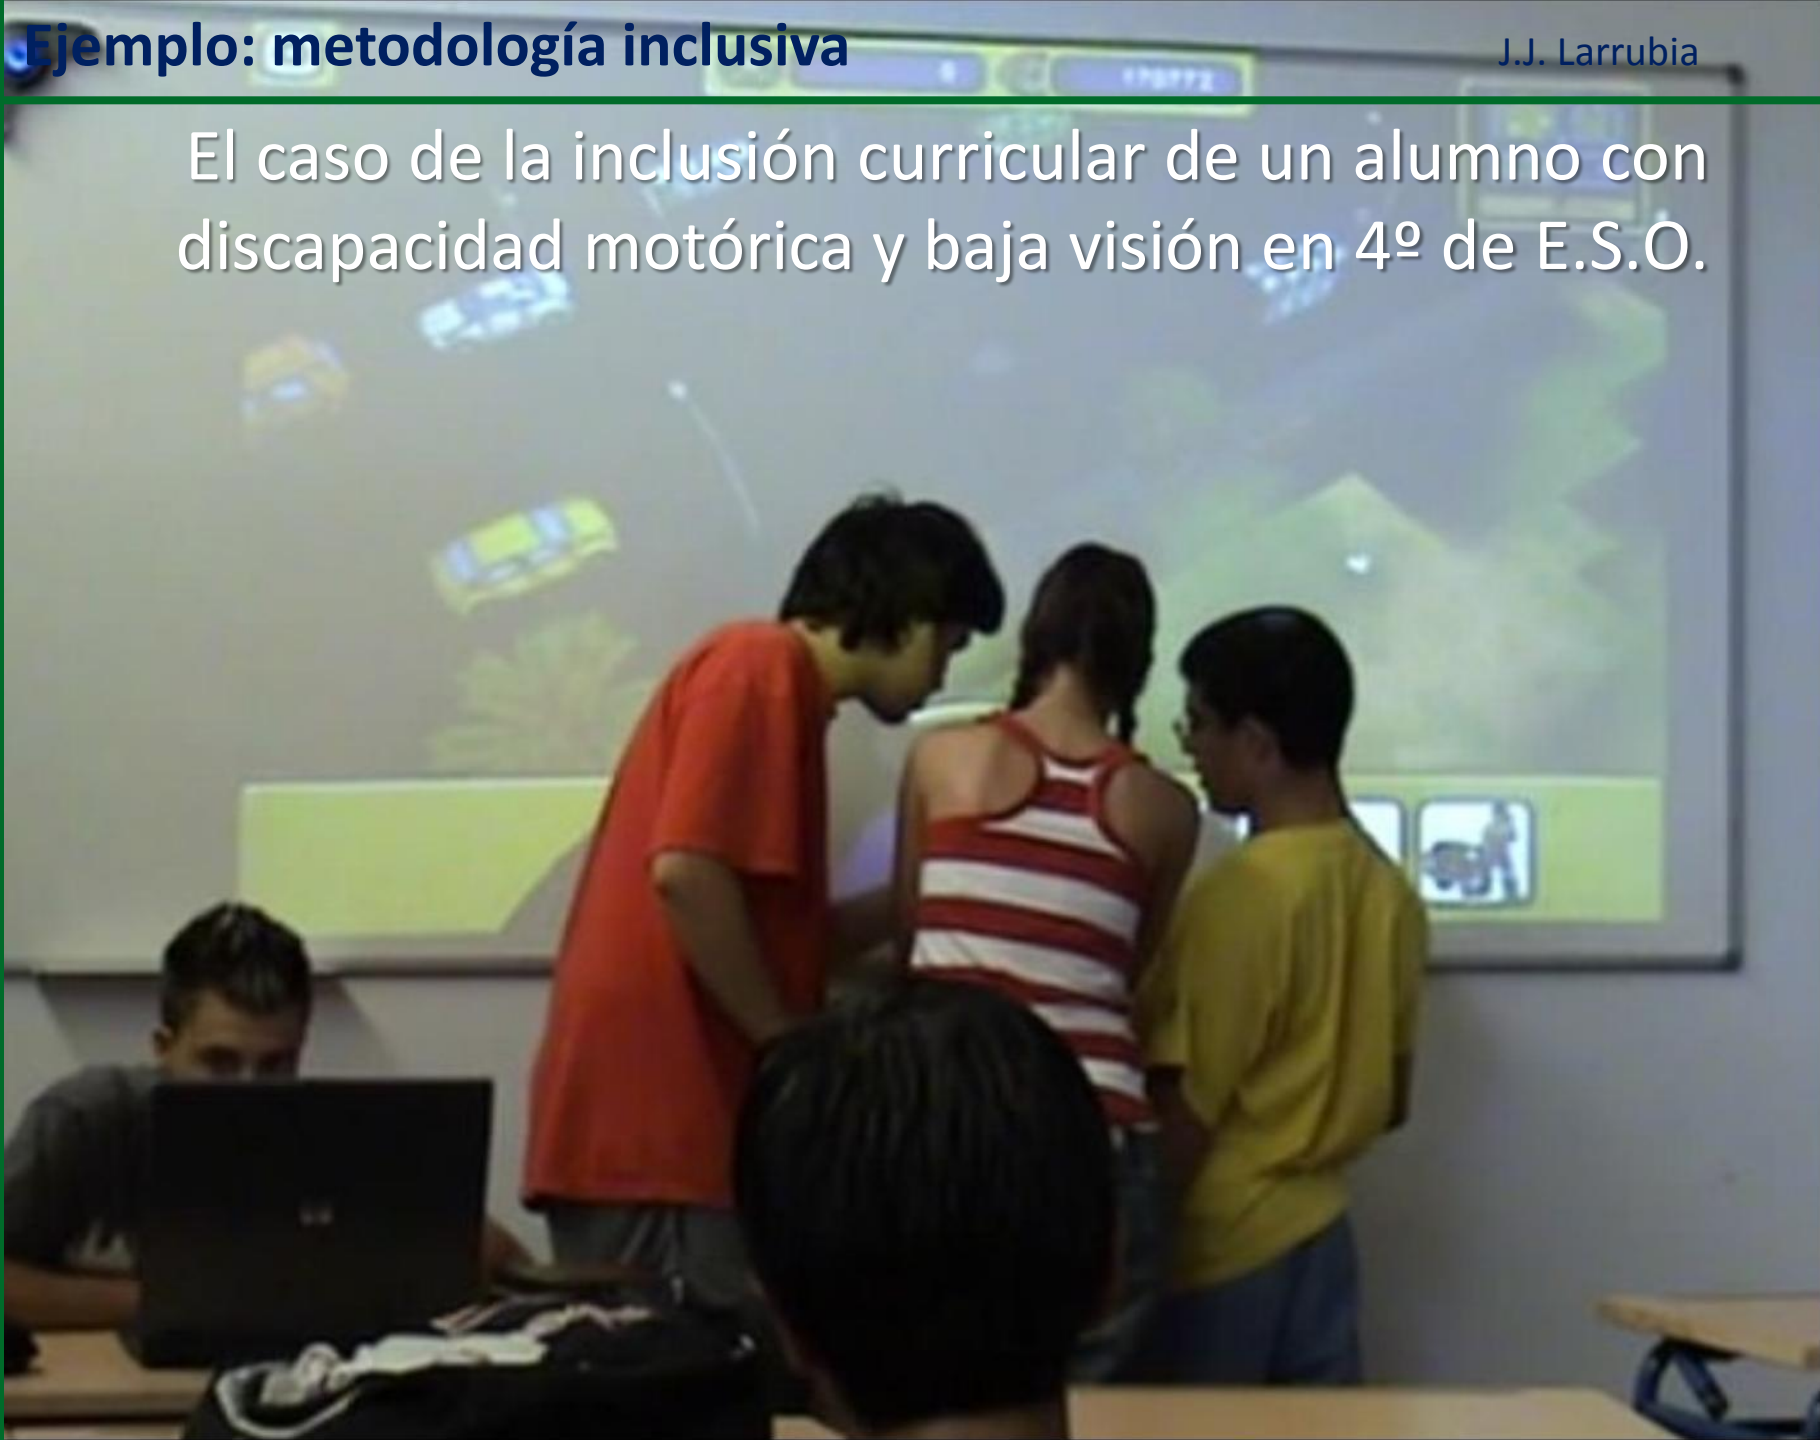 Ejemplo: metodología inclusiva
J.J. Larrubia
El caso de la inclusión curricular de un alumno con
discapacidad motórica y baja visión en 4º de E.S.O.